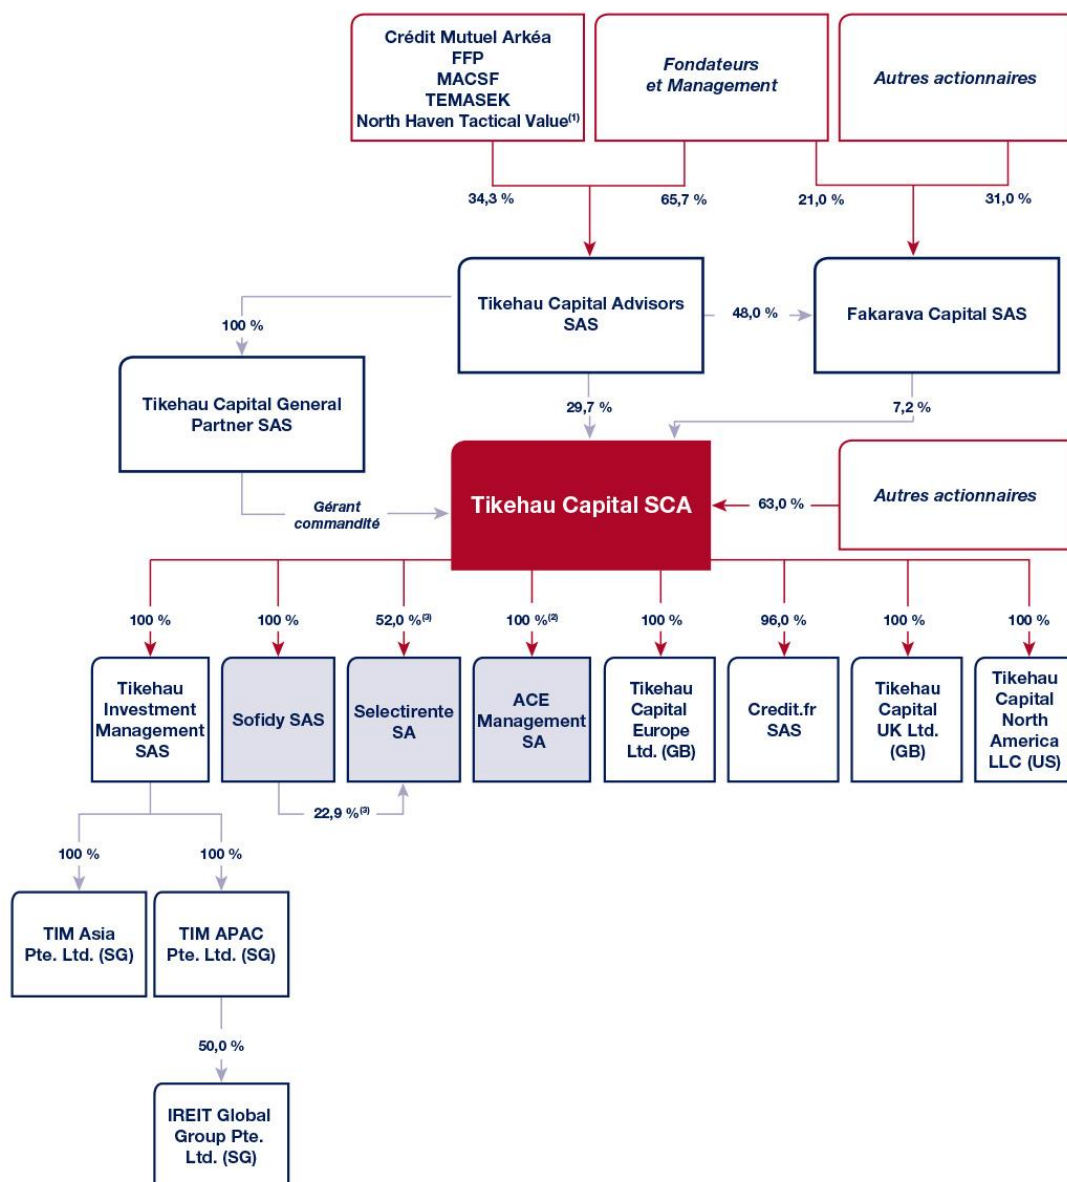 Crédit Mutuel Arkéa
FFP
MACSF
TEMASEK
North Haven Tactical Value(1)
Fondateurs
et Management
Autres actionnaires
34,3 %
65,7 %
21,0 %
31,0 %
Tikehau Capital Advisors
SAS
48,0 %
Fakarava Capital SAS
100 %
Tikehau Capital General
Partner SAS
29,7 %
7,2 %
Gérant
commandité
Tikehau Capital SCA
63,0 %
Autres actionnaires
100 %
100 %
52,0 %(3)
100 %(2)
100 %
96,0 %
100 %
100 %
Tikehau
Investment
Management
SAS
Sofidy SAS
Selectirente
SA
ACE
Management
SA
Tikehau
Capital
Europe
Ltd. (GB)
Credit.fr
SAS
Tikehau
Capital
UK Ltd.
(GB)
Tikehau
Capital
North
America
LLC (US)
22,9 %(3)
100 %
100 %
TIM Asia
Pte. Ltd. (SG)
TIM APAC
Pte. Ltd. (SG)
50,0 %
IREIT Global
Group Pte.
Ltd. (SG)